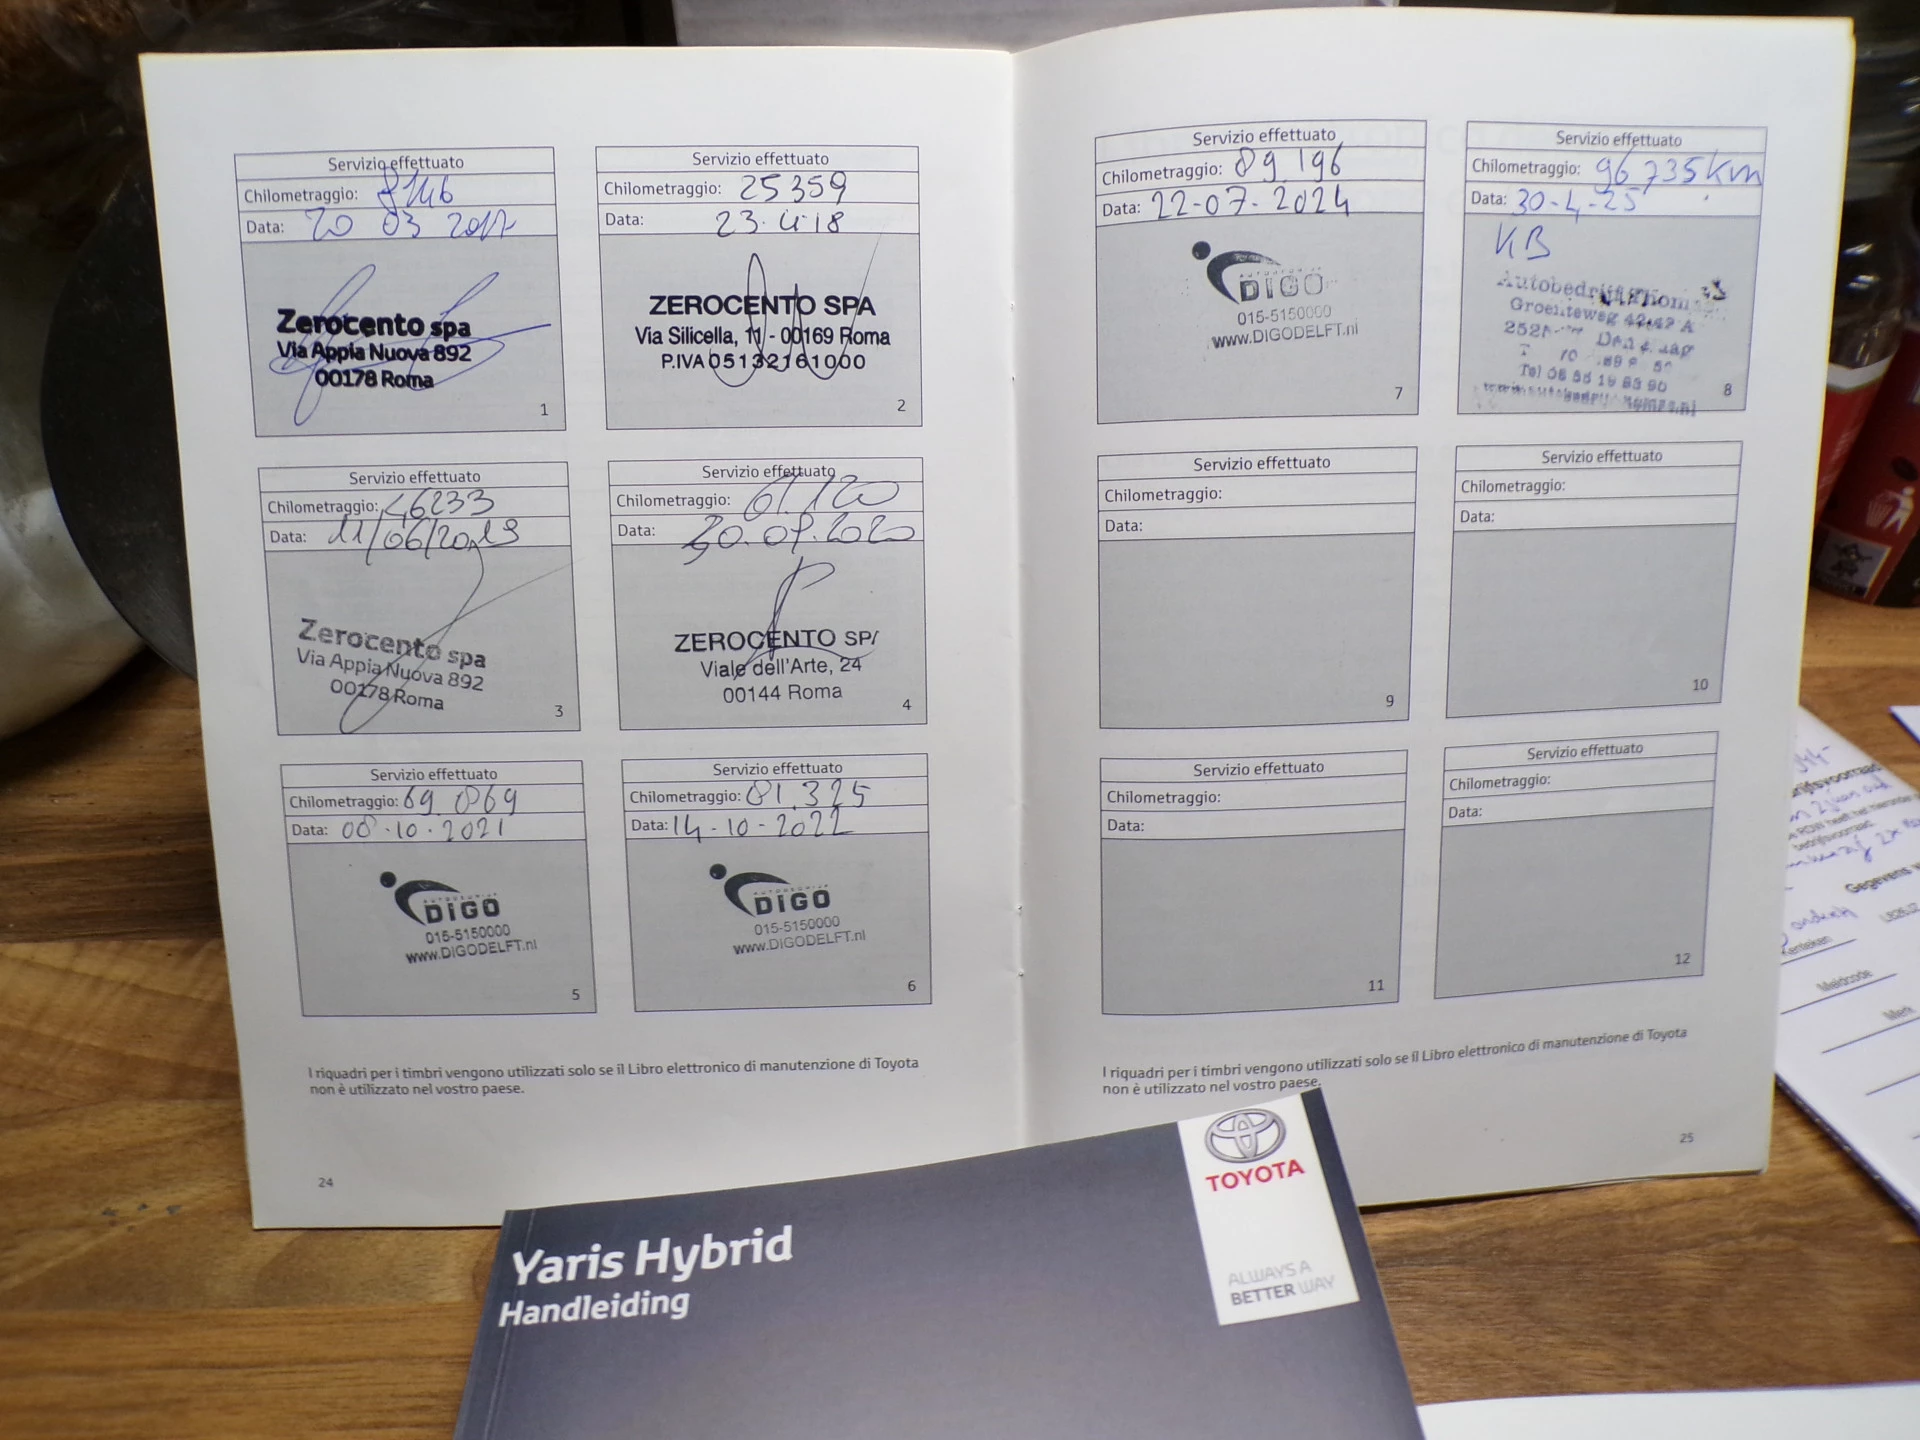 Servizio effettuato
Chilometraggio: 8146
Data: 20 03 2017
Zerocento spa
Via Appia Nuova 892
00178 Roma
1
Servizio effettuato
Chilometraggio: 25359
Data: 23·4·18
ZEROCENTO SPA
Via Silicella, 11 - 00169 Roma
P.IVA 05132161000
2
Servizio effettuato
Chilometraggio: 46233
Data: 11/06/2019
Zerocento spa
Via Appia Nuova 892
00178 Roma
3
Servizio effettuato
Chilometraggio: 61.120
Data: 30.07.2020
ZEROCENTO SP
Viale dell'Arte, 24
00144 Roma
4
Servizio effettuato
Chilometraggio: 69.869
Data: 08·10·2021
DIGO
015-5150000
www.DIGODELFT.nl
5
Servizio effettuato
Chilometraggio: 81.325
Data: 14-10-2022
DIGO
015-5150000
www.DIGODELFT.nl
6
I riquadri per i timbri vengono utilizzati solo se il Libro elettronico di manutenzione di Toyota
non è utilizzato nel vostro paese.
24
Servizio effettuato
Chilometraggio: 89 196
Data: 22-07-2024
DIGO
015-5150000
www.DIGODELFT.nl
7
Servizio effettuato
Chilometraggio: 96735 Km
Data: 30-4-25
KB
Autobedrijf
Groenteweg
Tel
8
Servizio effettuato
Chilometraggio:
Data:
9
Servizio effettuato
Chilometraggio:
Data:
10
Servizio effettuato
Chilometraggio:
Data:
11
Servizio effettuato
Chilometraggio:
Data:
12
I riquadri per i timbri vengono utilizzati solo se il Libro elettronico di manutenzione di Toyota
non è utilizzato nel vostro paese.
25
Yaris Hybrid
Handleiding
TOYOTA
ALWAYS A
BETTER WAY
Gegevens
Meldcode
Merk